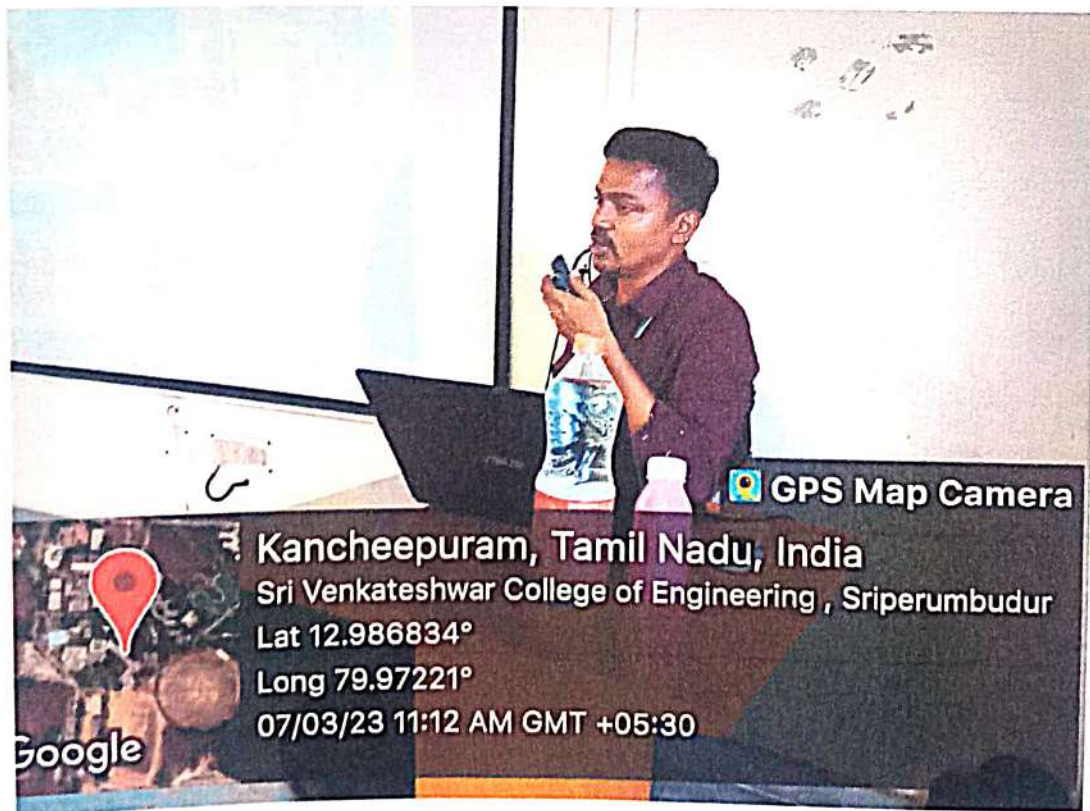 GPS Map Camera
Kancheepuram, Tamil Nadu, India
Sri Venkateshwar College of Engineering , Sriperumbudur
Lat 12.986834°
Long 79.97221°
07/03/23 11:12 AM GMT +05:30
Google